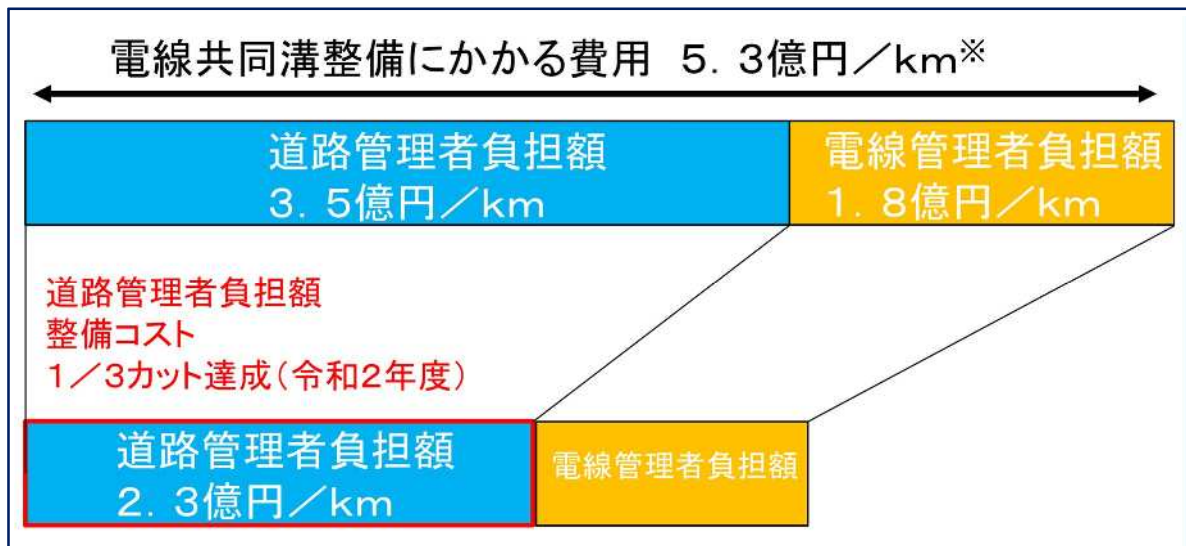 電線共同溝整備にかかる費用 5.3億円/km※
道路管理者負担額
3.5億円/km
電線管理者負担額
1.8億円/km
道路管理者負担額
整備コスト
1/3カット達成(令和2年度)
道路管理者負担額
2.3億円/km
電線管理者負担額